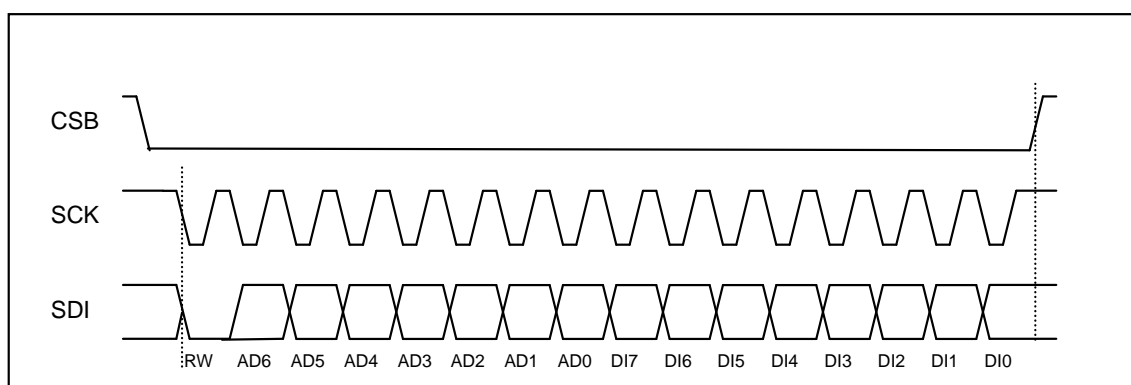 CSB
SCK
SDI
RW AD6 AD5 AD4 AD3 AD2 AD1 AD0 DI7 DI6 DI5 DI4 DI3 DI2 DI1 DI0